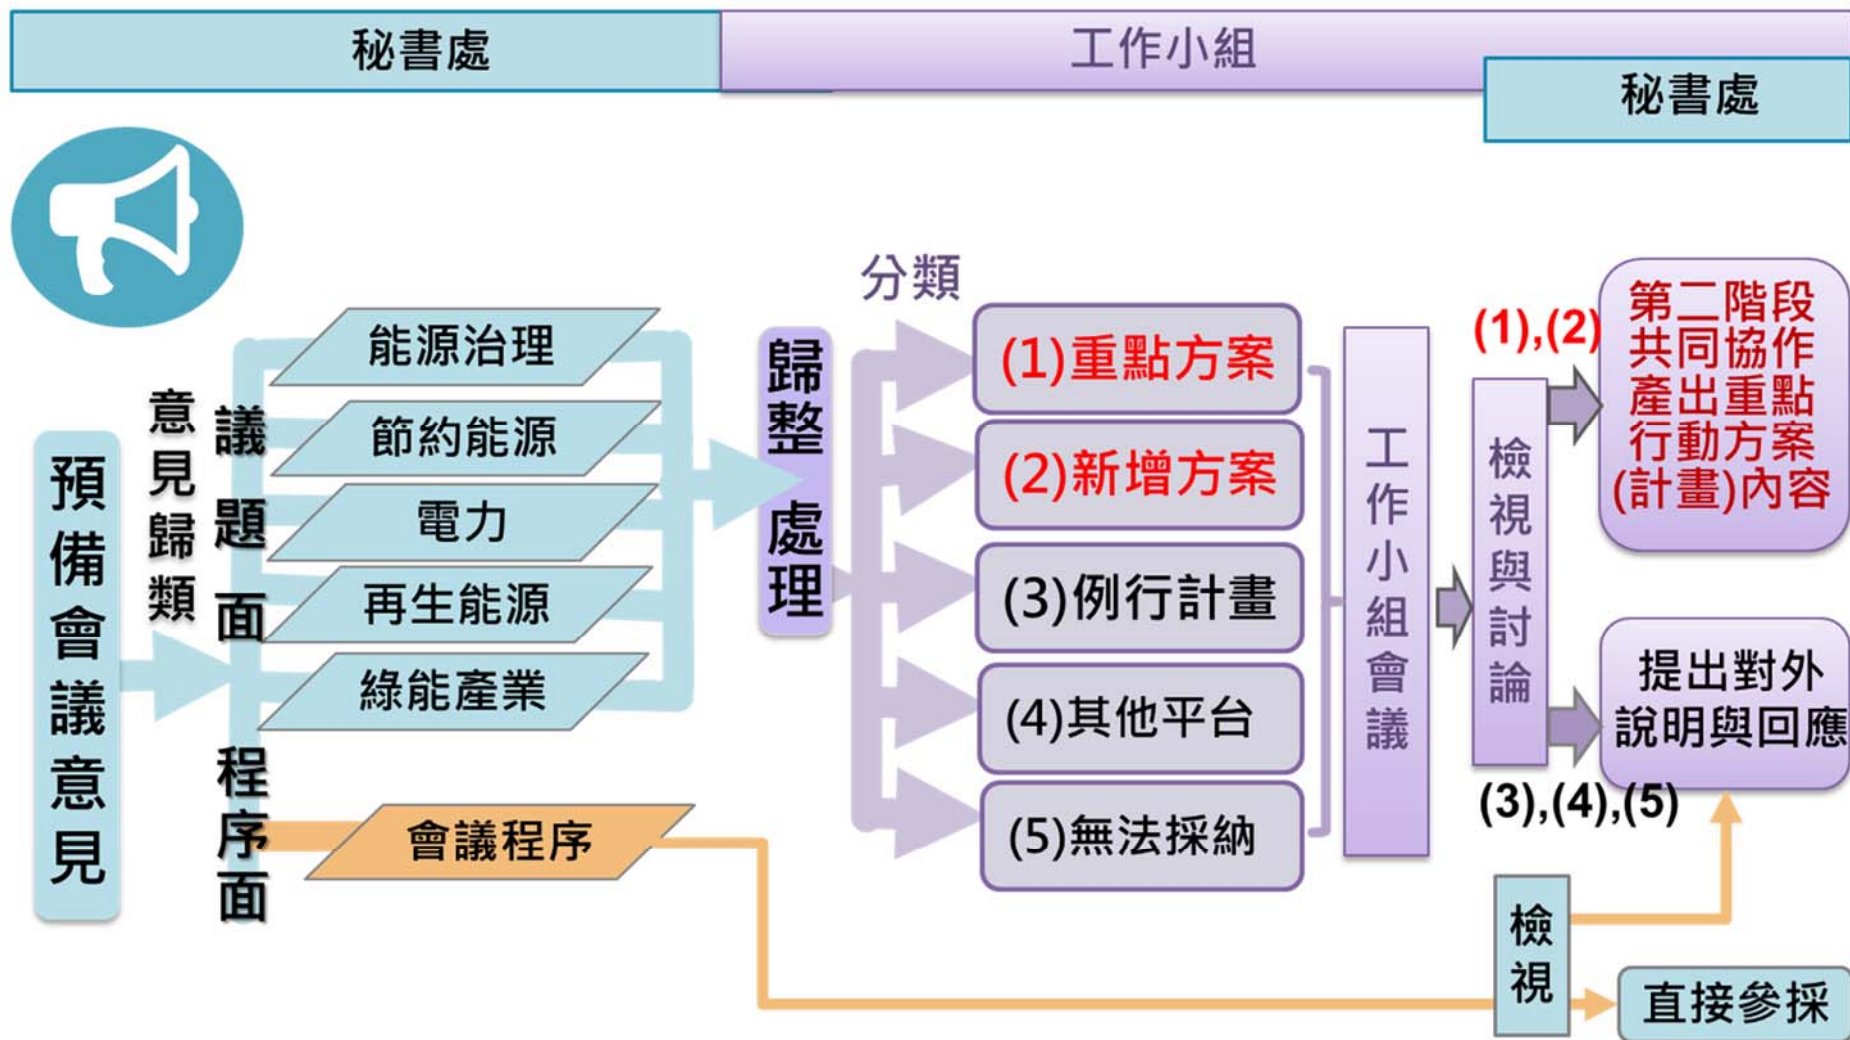 秘書處
工作小組
秘書處
預備會議意見
意見歸類
議題面
程序面
能源治理
節約能源
電力
再生能源
綠能產業
會議程序
歸整處理
分類
(1)重點方案
(2)新增方案
(3)例行計畫
(4)其他平台
(5)無法採納
工作小組會議
檢視與討論
(1),(2)
第二階段
共同協作
產出重點
行動方案
(計畫)內容
提出對外
說明與回應
(3),(4),(5)
檢視
直接參採